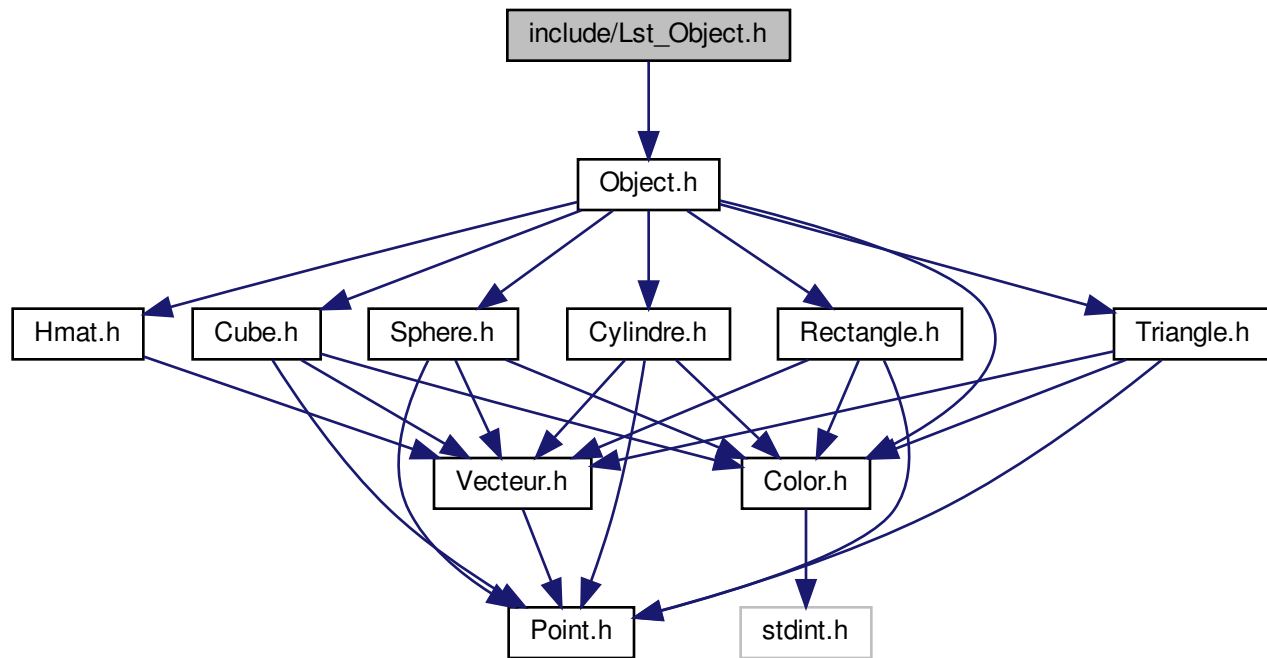 include/Lst_Object.h
Object.h
Hmat.h
Cube.h
Sphere.h
Cylindre.h
Rectangle.h
Triangle.h
Vecteur.h
Color.h
Point.h
stdint.h